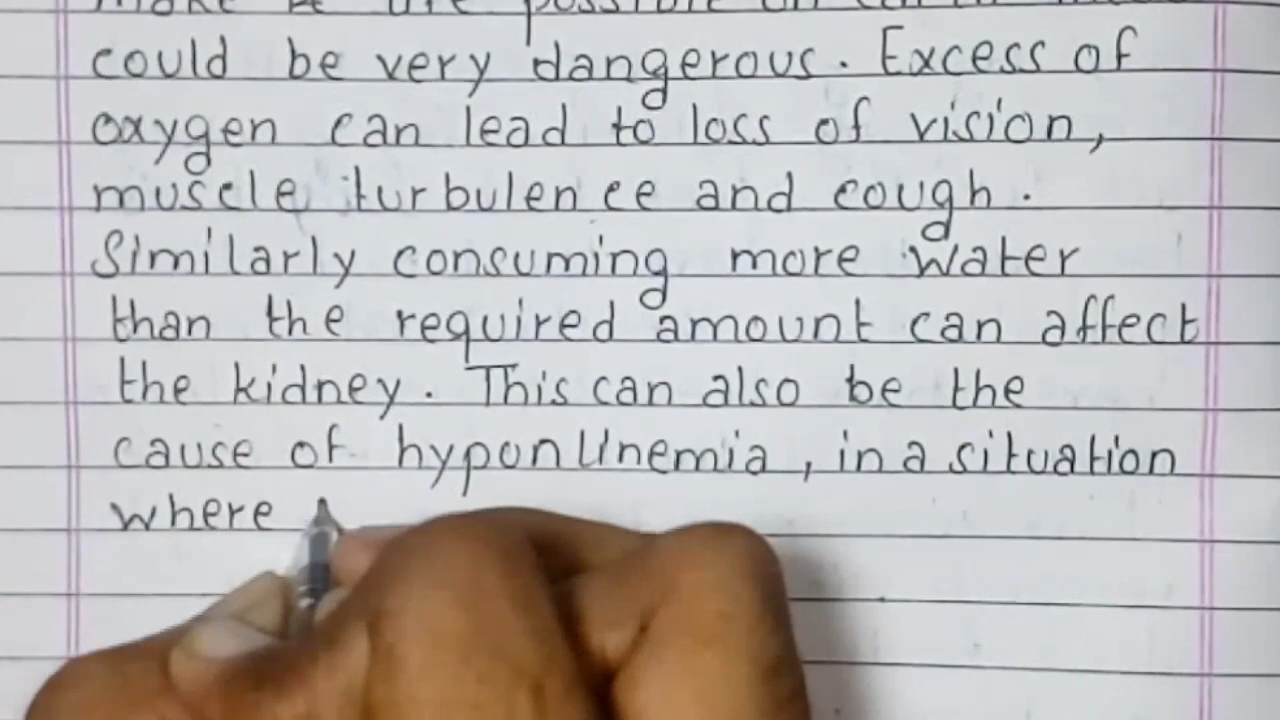 possible on
could be very dangerous. Excess of
oxygen can lead to loss of vision,
muscle turbulence and cough.
Similarly consuming more water
than the required amount can affect
the kidney. This can also be the
cause of hyponUnemia, in a situation
where